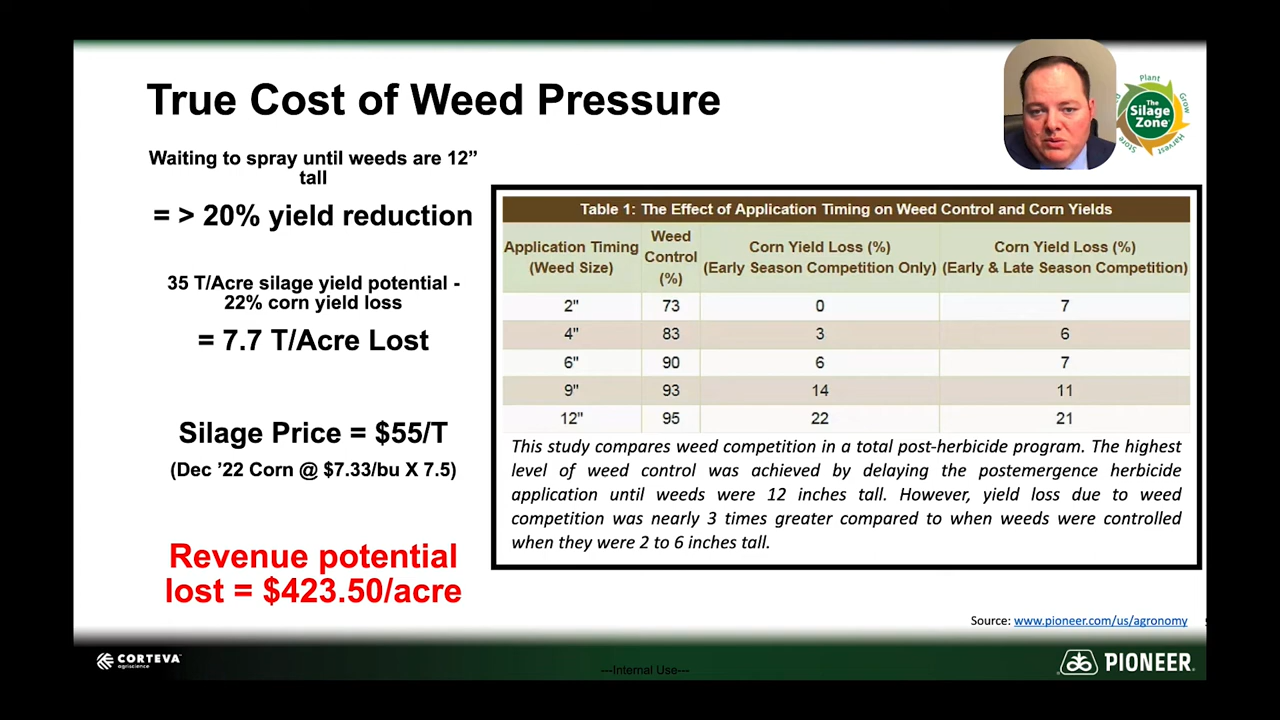 True Cost of Weed Pressure
Waiting to spray until weeds are 12”
tall
= > 20% yield reduction
35 T/Acre silage yield potential -
22% corn yield loss
= 7.7 T/Acre Lost
Silage Price = $55/T
(Dec ’22 Corn @ $7.33/bu X 7.5)
Revenue potential
lost = $423.50/acre
Plant
Grow
Harvest
Store
The
Silage
Zone®
Table 1: The Effect of Application Timing on Weed Control and Corn Yields
Application Timing (Weed Size) Weed Control (%) Corn Yield Loss (%) (Early Season Competition Only) Corn Yield Loss (%) (Early & Late Season Competition)
2" 73 0 7
4" 83 3 6
6" 90 6 7
9" 93 14 11
12" 95 22 21
This study compares weed competition in a total post-herbicide program. The highest
level of weed control was achieved by delaying the postemergence herbicide
application until weeds were 12 inches tall. However, yield loss due to weed
competition was nearly 3 times greater compared to when weeds were controlled
when they were 2 to 6 inches tall.
Source: www.pioneer.com/us/agronomy
CORTEVA
agriscience
---Internal Use---
PIONEER